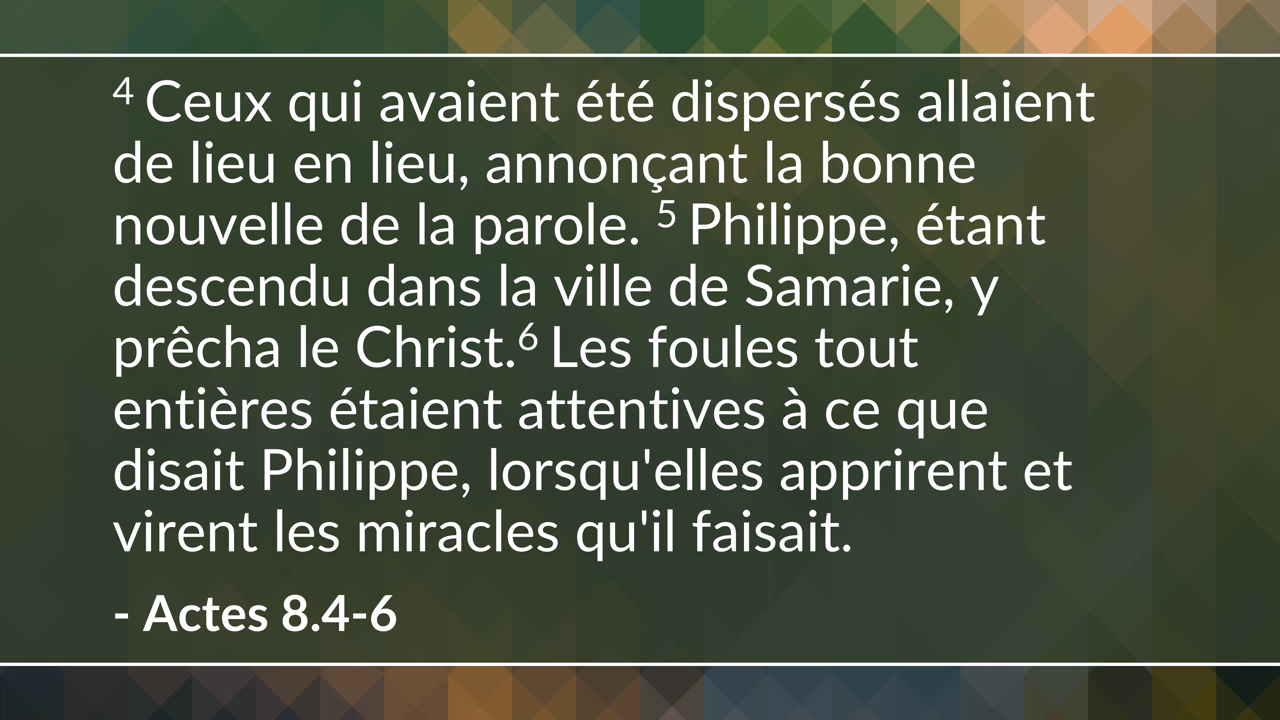 4 Ceux qui avaient été dispersés allaient
de lieu en lieu, annonçant la bonne
nouvelle de la parole. 5 Philippe, étant
descendu dans la ville de Samarie, y
prêcha le Christ.6 Les foules tout
entières étaient attentives à ce que
disait Philippe, lorsqu'elles apprirent et
virent les miracles qu'il faisait.
- Actes 8.4-6